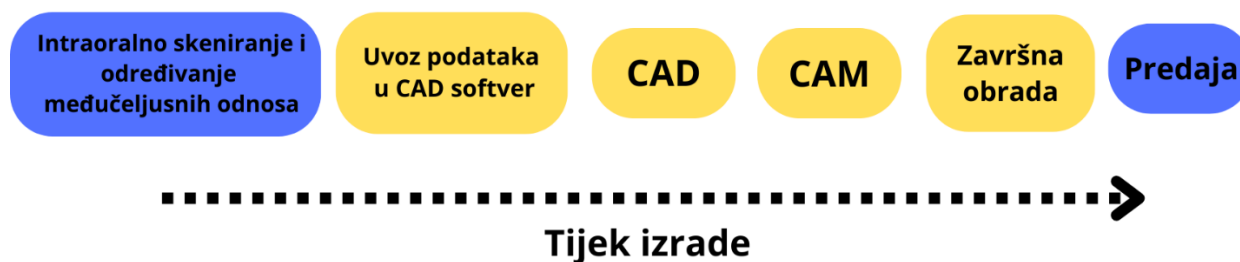 Intraoralno skeniranje i
određivanje
međučeljusnih odnosa
Uvoz podataka
u CAD softver
CAD
CAM
Završna
obrada
Predaja
Tijek izrade